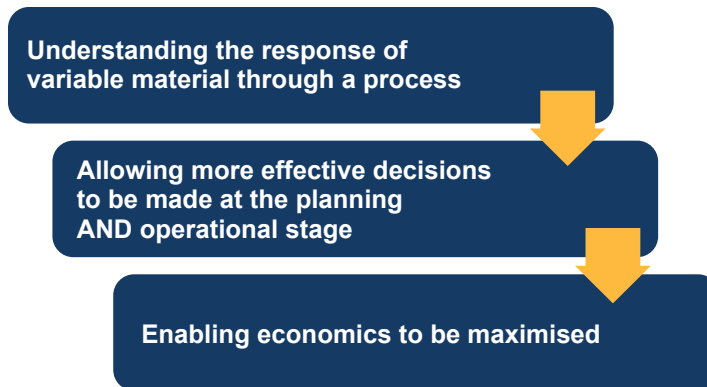 Understanding the response of
variable material through a process
Allowing more effective decisions
to be made at the planning
AND operational stage
Enabling economics to be maximised